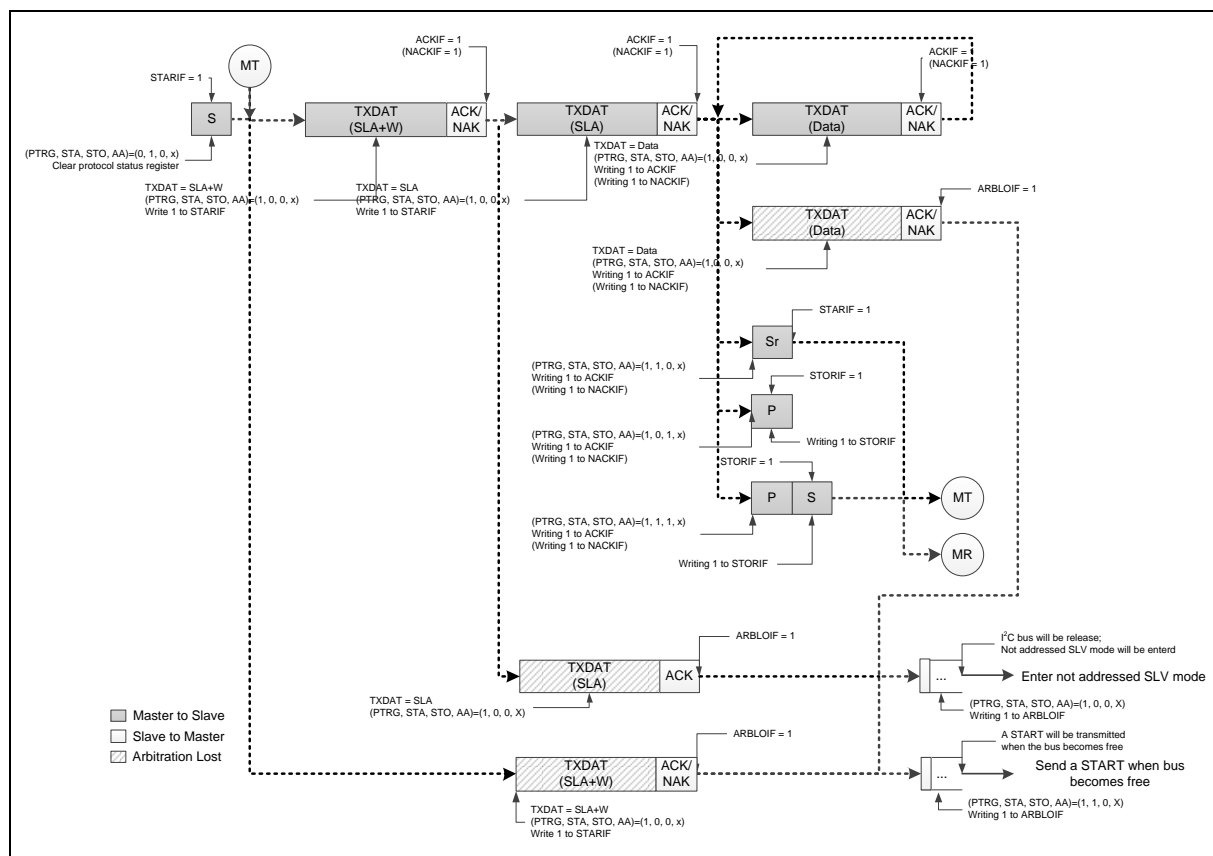 MT
STARIF = 1
S
(PTRG, STA, STO, AA)=(0, 1, 0, x)
Clear protocol status register
ACKIF = 1
(NACKIF = 1)
TXDAT
(SLA+W)
ACK/
NAK
TXDAT = SLA+W
(PTRG, STA, STO, AA)=(1, 0, 0, x)
Write 1 to STARIF
ACKIF = 1
(NACKIF = 1)
TXDAT
(SLA)
ACK/
NAK
TXDAT = SLA
(PTRG, STA, STO, AA)=(1, 0, 0, x)
Write 1 to STARIF
ACKIF =
(NACKIF = 1)
TXDAT
(Data)
ACK/
NAK
TXDAT = Data
(PTRG, STA, STO, AA)=(1, 0, 0, x)
Writing 1 to ACKIF
(Writing 1 to NACKIF)
ARBLOIF = 1
TXDAT
(Data)
ACK/
NAK
TXDAT = Data
(PTRG, STA, STO, AA)=(1,0, 0, x)
Writing 1 to ACKIF
(Writing 1 to NACKIF)
STARIF = 1
Sr
(PTRG, STA, STO, AA)=(1, 1, 0, x)
Writing 1 to ACKIF
(Writing 1 to NACKIF)
STORIF = 1
P
Writing 1 to STORIF
(PTRG, STA, STO, AA)=(1, 0, 1, x)
Writing 1 to ACKIF
(Writing 1 to NACKIF)
STORIF = 1
P
S
MT
(PTRG, STA, STO, AA)=(1, 1, 1, x)
Writing 1 to ACKIF
(Writing 1 to NACKIF)
Writing 1 to STORIF
MR
ARBLOIF = 1
TXDAT
(SLA)
ACK
TXDAT = SLA
(PTRG, STA, STO, AA)=(1, 0, 0, X)
I²C bus will be release;
Not addressed SLV mode will be enterd
...
Enter not addressed SLV mode
(PTRG, STA, STO, AA)=(1, 0, 0, X)
Writing 1 to ARBLOIF
Master to Slave
Slave to Master
Arbitration Lost
ARBLOIF = 1
TXDAT
(SLA+W)
ACK/
NAK
TXDAT = SLA+W
(PTRG, STA, STO, AA)=(1, 0, 0, x)
Write 1 to STARIF
A START will be transmitted
when the bus becomes free
...
Send a START when bus
becomes free
(PTRG, STA, STO, AA)=(1, 1, 0, X)
Writing 1 to ARBLOIF